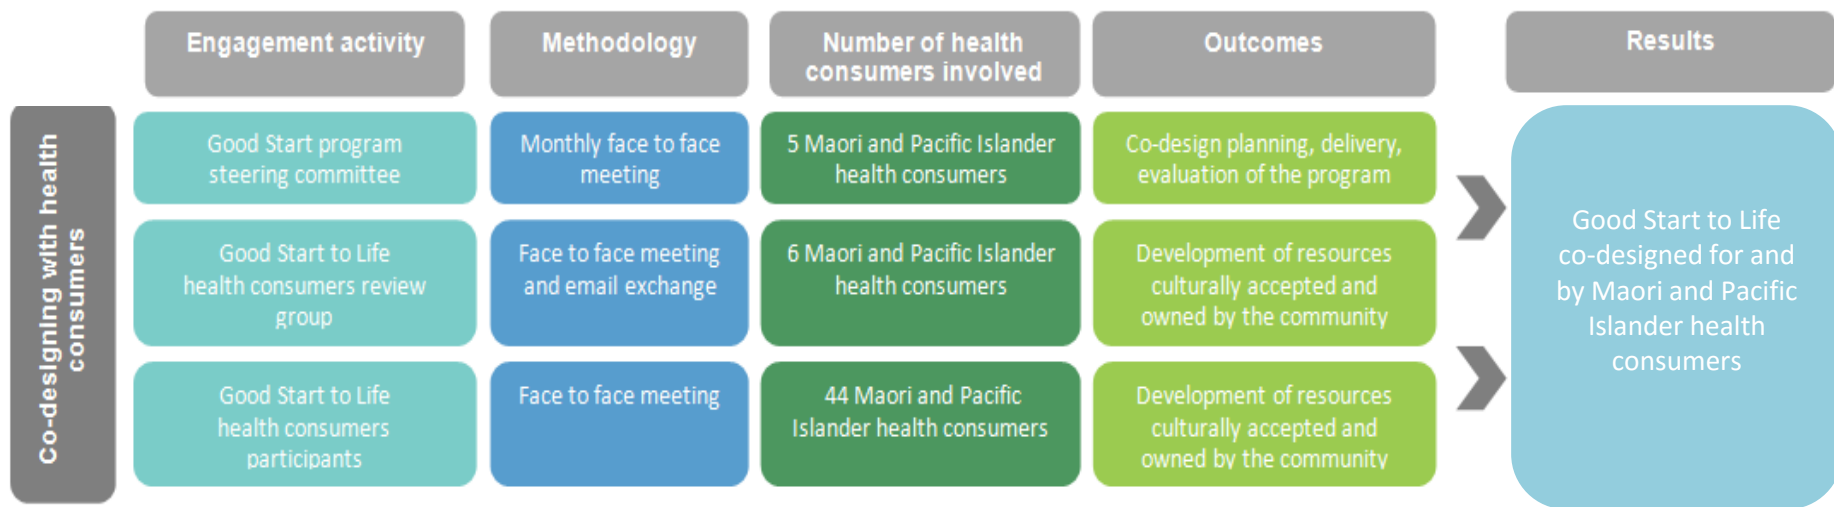 Engagement activity
Methodology
Number of health
consumers involved
Outcomes
Results
Co-designing with health
consumers
Good Start program
steering committee
Monthly face to face
meeting
5 Maori and Pacific Islander
health consumers
Co-design planning, delivery,
evaluation of the program
Good Start to Life
health consumers review
group
Face to face meeting
and email exchange
6 Maori and Pacific Islander
health consumers
Development of resources
culturally accepted and
owned by the community
Good Start to Life
health consumers
participants
Face to face meeting
44 Maori and Pacific
Islander health consumers
Development of resources
culturally accepted and
owned by the community
Good Start to Life
co-designed for and
by Maori and Pacific
Islander health
consumers